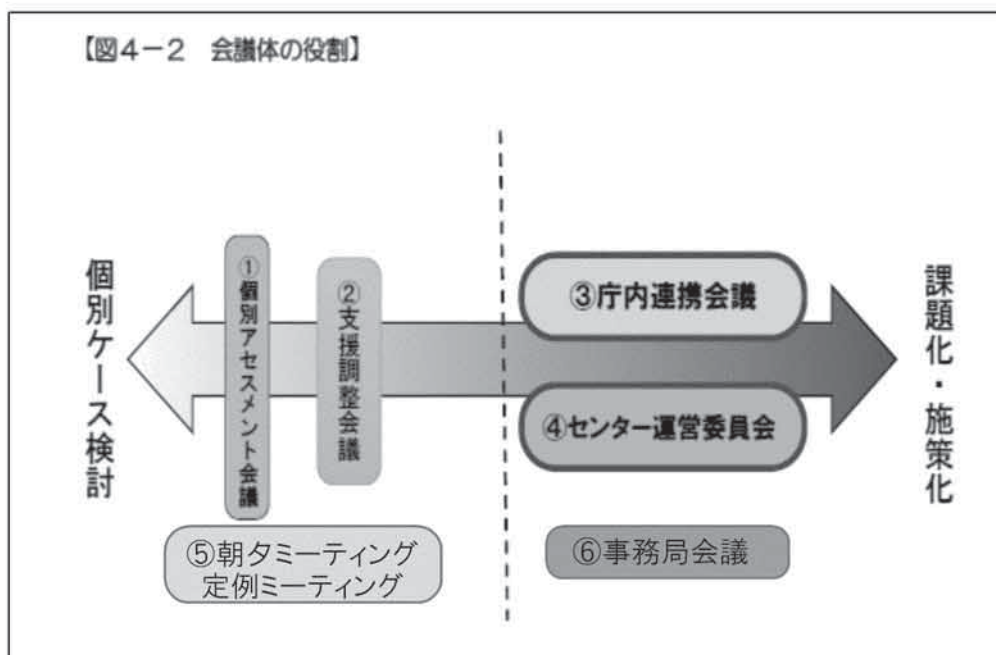 【図4－2　会議体の役割】
個別ケース検討
①個別アセスメント会議
②支援調整会議
③庁内連携会議
④センター運営委員会
課題化・施策化
⑤朝夕ミーティング
定例ミーティング
⑥事務局会議